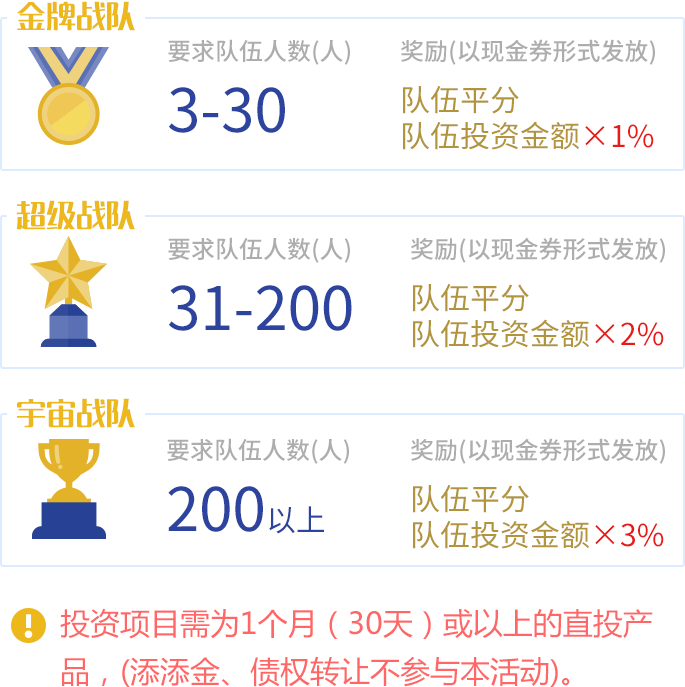 金牌战队
要求队伍人数(人)
奖励(以现金券形式发放)
3-30
队伍平分
队伍投资金额×1%
超级战队
要求队伍人数(人)
奖励(以现金券形式发放)
31-200
队伍平分
队伍投资金额×2%
宇宙战队
要求队伍人数(人)
奖励(以现金券形式发放)
200以上
队伍平分
队伍投资金额×3%
投资项目需为1个月（30天）或以上的直投产
品，(添添金、债权转让不参与本活动)。